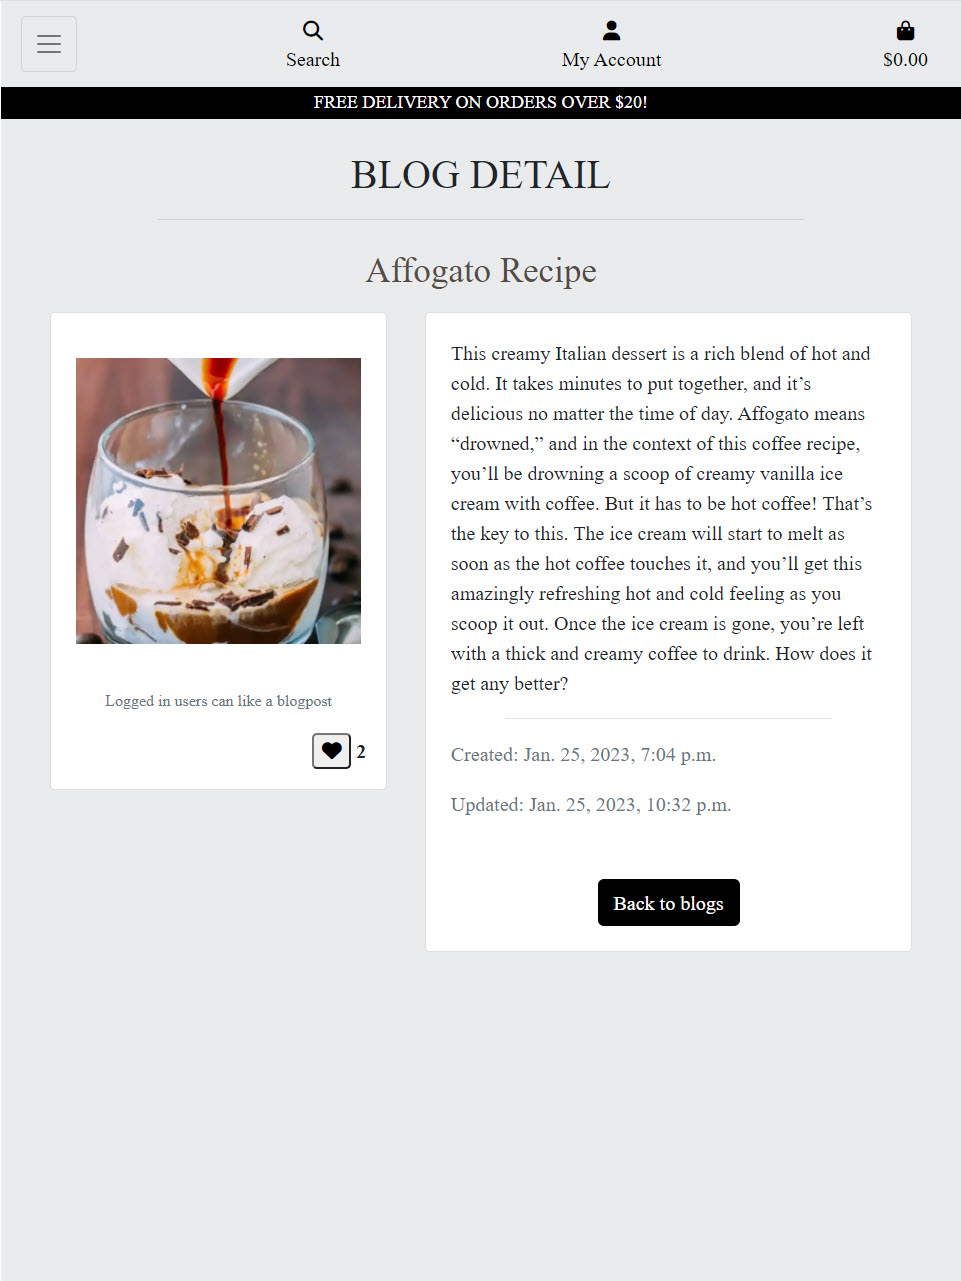 Search
My Account
$0.00
FREE DELIVERY ON ORDERS OVER $20!
BLOG DETAIL
Affogato Recipe
Logged in users can like a blogpost
2
This creamy Italian dessert is a rich blend of hot and
cold. It takes minutes to put together, and it’s
delicious no matter the time of day. Affogato means
“drowned,” and in the context of this coffee recipe,
you’ll be drowning a scoop of creamy vanilla ice
cream with coffee. But it has to be hot coffee! That’s
the key to this. The ice cream will start to melt as
soon as the hot coffee touches it, and you’ll get this
amazingly refreshing hot and cold feeling as you
scoop it out. Once the ice cream is gone, you’re left
with a thick and creamy coffee to drink. How does it
get any better?
Created: Jan. 25, 2023, 7:04 p.m.
Updated: Jan. 25, 2023, 10:32 p.m.
Back to blogs